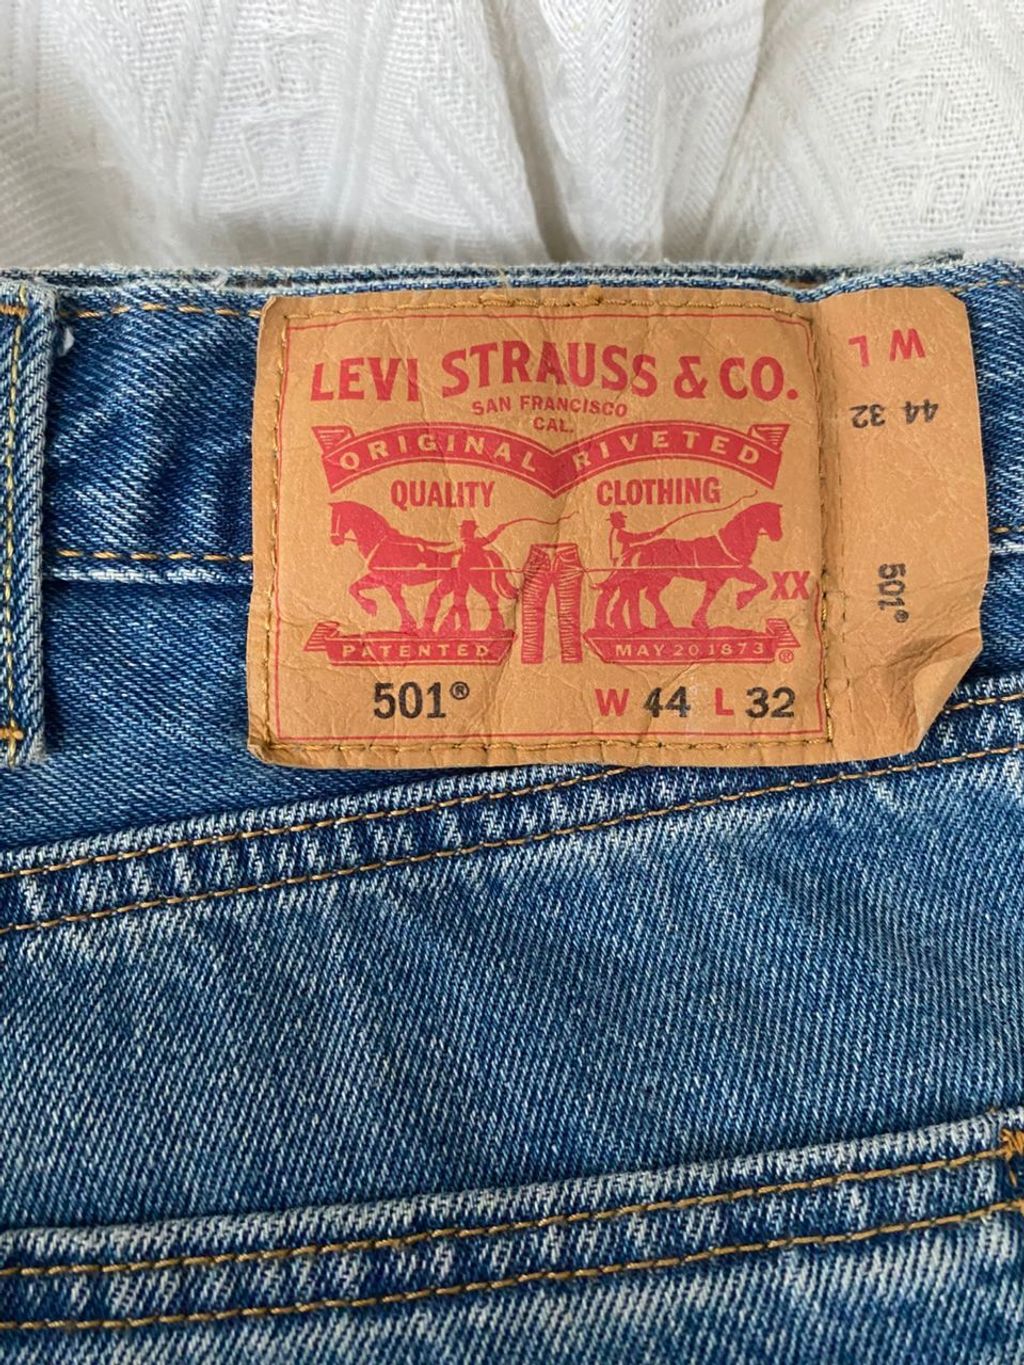 LEVI STRAUSS & CO.
SAN FRANCISCO
CAL.
ORIGINAL RIVETED
QUALITY CLOTHING
XX
PATENTED MAY 20 1873 ®
501® W 44 L 32
W L
44 32
501®